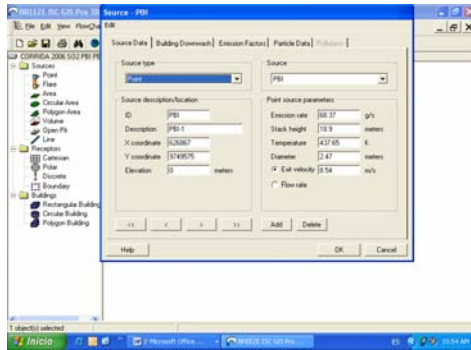 BREEZE ISC GIS Pro
File Edit View
CORRIDA 2006 SO2 PBI
Sources
Point
Flare
Area
Circular Area
Polygon Area
Volume
Open Pit
Line
Receptors
Cartesian
Polar
Discrete
Boundary
Buildings
Rectangular Building
Circular Building
Polygon Building
Source - PBI
Edit
Source Data Building Downwash Emission Factors Particle Data
Source type
Point
Source
PBI
Source description/location
ID PBI
Description PBI-1
X coordinate 626867
Y coordinate 9749575
Elevation 0 meters
Point source parameters
Emission rate 68.37 g/s
Stack height 18.9 meters
Temperature 437.65 K
Diameter 2.47 meters
Exit velocity 8.54 m/s
Flow rate
<< < > >> Add Delete
Help OK Cancel
1 object(s) selected
Inicio 2 Microsoft Office ... BREEZE ISC GIS Pro ... ES 10:54 AM